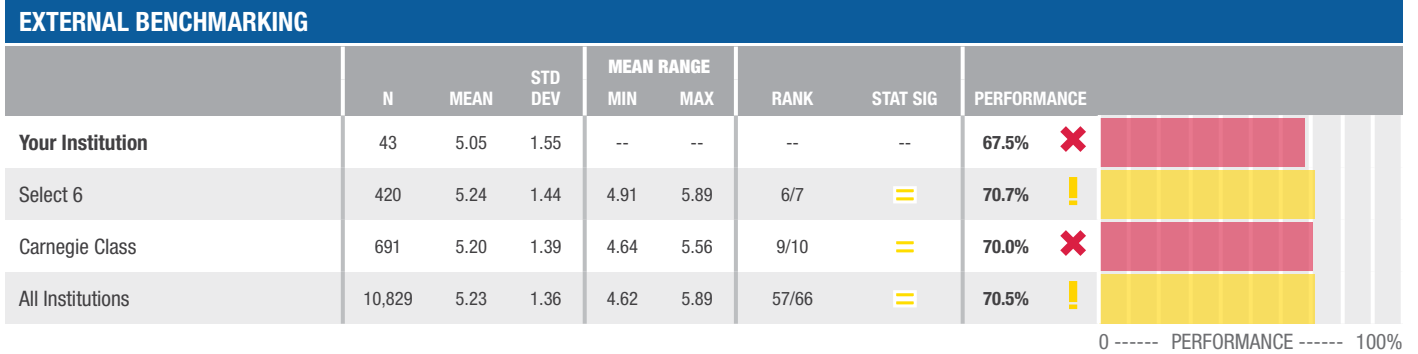 EXTERNAL BENCHMARKING
N MEAN STD DEV MEAN RANGE MIN MAX RANK STAT SIG PERFORMANCE
Your Institution 43 5.05 1.55 -- -- -- -- 67.5%
Select 6 420 5.24 1.44 4.91 5.89 6/7 = 70.7% !
Carnegie Class 691 5.20 1.39 4.64 5.56 9/10 = 70.0%
All Institutions 10,829 5.23 1.36 4.62 5.89 57/66 = 70.5% !
0 ------ PERFORMANCE ------ 100%